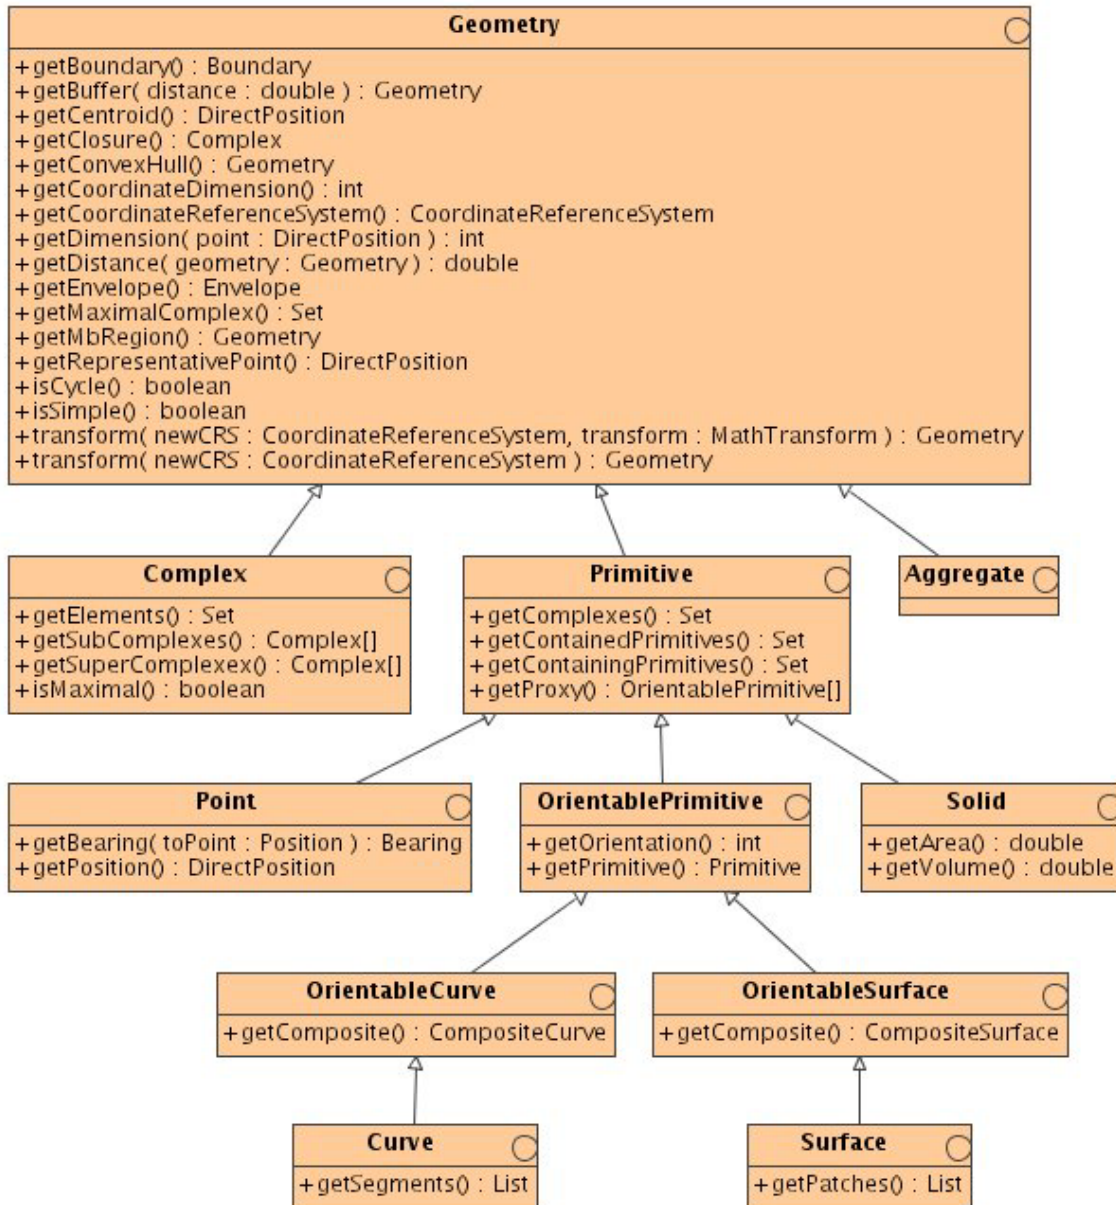 Geometry
+getBoundary() : Boundary
+getBuffer( distance : double ) : Geometry
+getCentroid() : DirectPosition
+getClosure() : Complex
+getConvexHull() : Geometry
+getCoordinateDimension() : int
+getCoordinateReferenceSystem() : CoordinateReferenceSystem
+getDimension( point : DirectPosition ) : int
+getDistance( geometry : Geometry ) : double
+getEnvelope() : Envelope
+getMaximalComplex() : Set
+getMbRegion() : Geometry
+getRepresentativePoint() : DirectPosition
+isCycle() : boolean
+isSimple() : boolean
+transform( newCRS : CoordinateReferenceSystem, transform : MathTransform ) : Geometry
+transform( newCRS : CoordinateReferenceSystem ) : Geometry
Complex
+getElements() : Set
+getSubComplexes() : Complex[]
+getSuperComplexex() : Complex[]
+isMaximal() : boolean
Primitive
+getComplexes() : Set
+getContainedPrimitives() : Set
+getContainingPrimitives() : Set
+getProxy() : OrientablePrimitive[]
Aggregate
Point
+getBearing( toPoint : Position ) : Bearing
+getPosition() : DirectPosition
OrientablePrimitive
+getOrientation() : int
+getPrimitive() : Primitive
Solid
+getArea() : double
+getVolume() : double
OrientableCurve
+getComposite() : CompositeCurve
OrientableSurface
+getComposite() : CompositeSurface
Curve
+getSegments() : List
Surface
+getPatches() : List